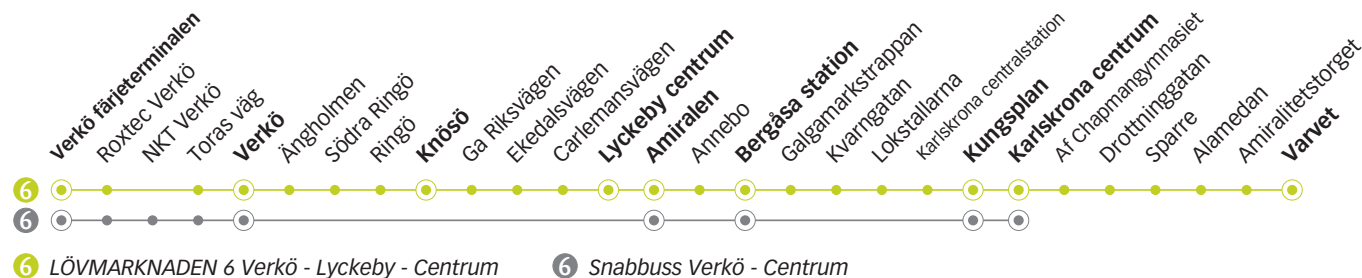 Verkö färjeterminalen
Roxtec Verkö
NKT Verkö
Toras väg
Verkö
Ängholmen
Södra Ringö
Ringö
Knösö
Ga Riksvägen
Ekedalsvägen
Carlemansvägen
Lyckeby centrum
Amiralen
Annebo
Bergåsa station
Galgamarkstrappan
Kvarngatan
Lokstallarna
Karlskrona centralstation
Kungsplan
Karlskrona centrum
Af Chapmangymnasiet
Drottninggatan
Sparre
Alamedan
Amiralitetstorget
Varvet
6
6
6 LÖVMARKNADEN 6 Verkö - Lyckeby - Centrum 6 Snabbuss Verkö - Centrum